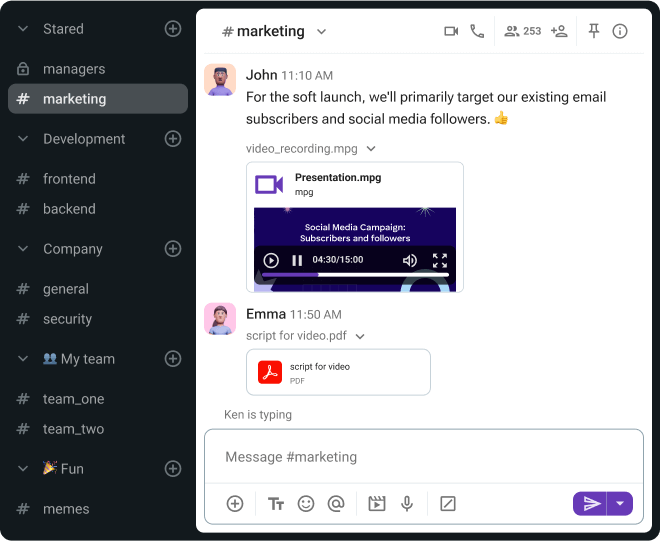 Stared
managers
# marketing
Development
# frontend
# backend
Company
# general
# security
👥 My team
# team_one
# team_two
🎉 Fun
# memes
# marketing
253
John 11:10 AM
For the soft launch, we'll primarily target our existing email
subscribers and social media followers. 👍
video_recording.mpg
Presentation.mpg
mpg
Social Media Campaign:
Subscribers and followers
04:30/15:00
Emma 11:50 AM
script for video.pdf
script for video
PDF
Ken is typing
Message #marketing
Tт
@